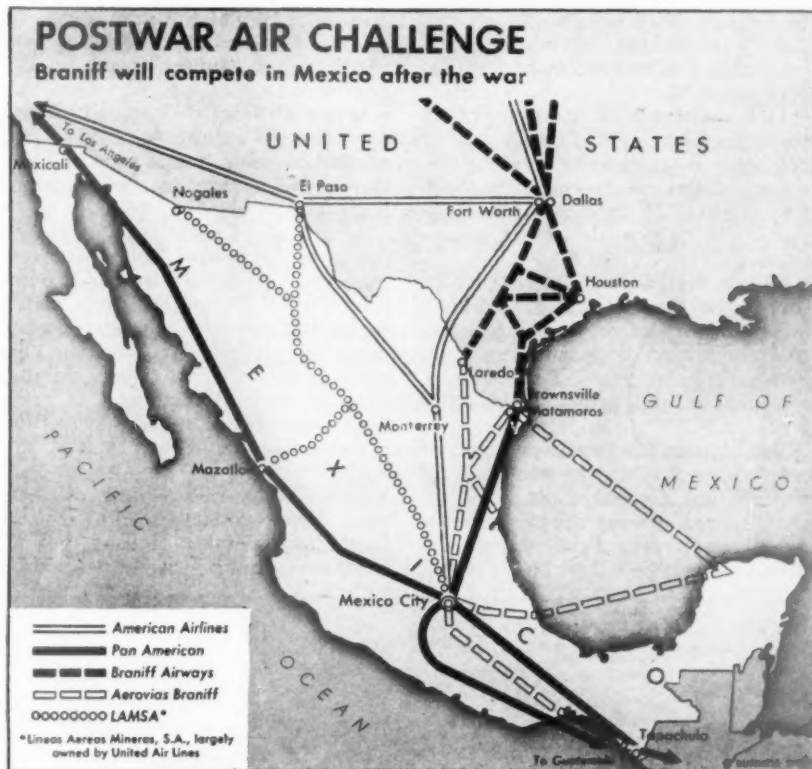 POSTWAR AIR CHALLENGE
Braniff will compete in Mexico after the war
UNITED STATES
To Los Angeles
Mexicali
Nogales
El Paso
Fort Worth
Dallas
Houston
Laredo
Brownsville
Matamoros
Monterrey
GULF OF
MEXICO
PACIFIC
OCEAN
Mazatlan
MEXIC
Mexico City
Tapachula
To Guatemala
American Airlines
Pan American
Braniff Airways
Aerovias Braniff
LAMSA*
*Lineas Aereas Mineras, S.A., largely
owned by United Air Lines